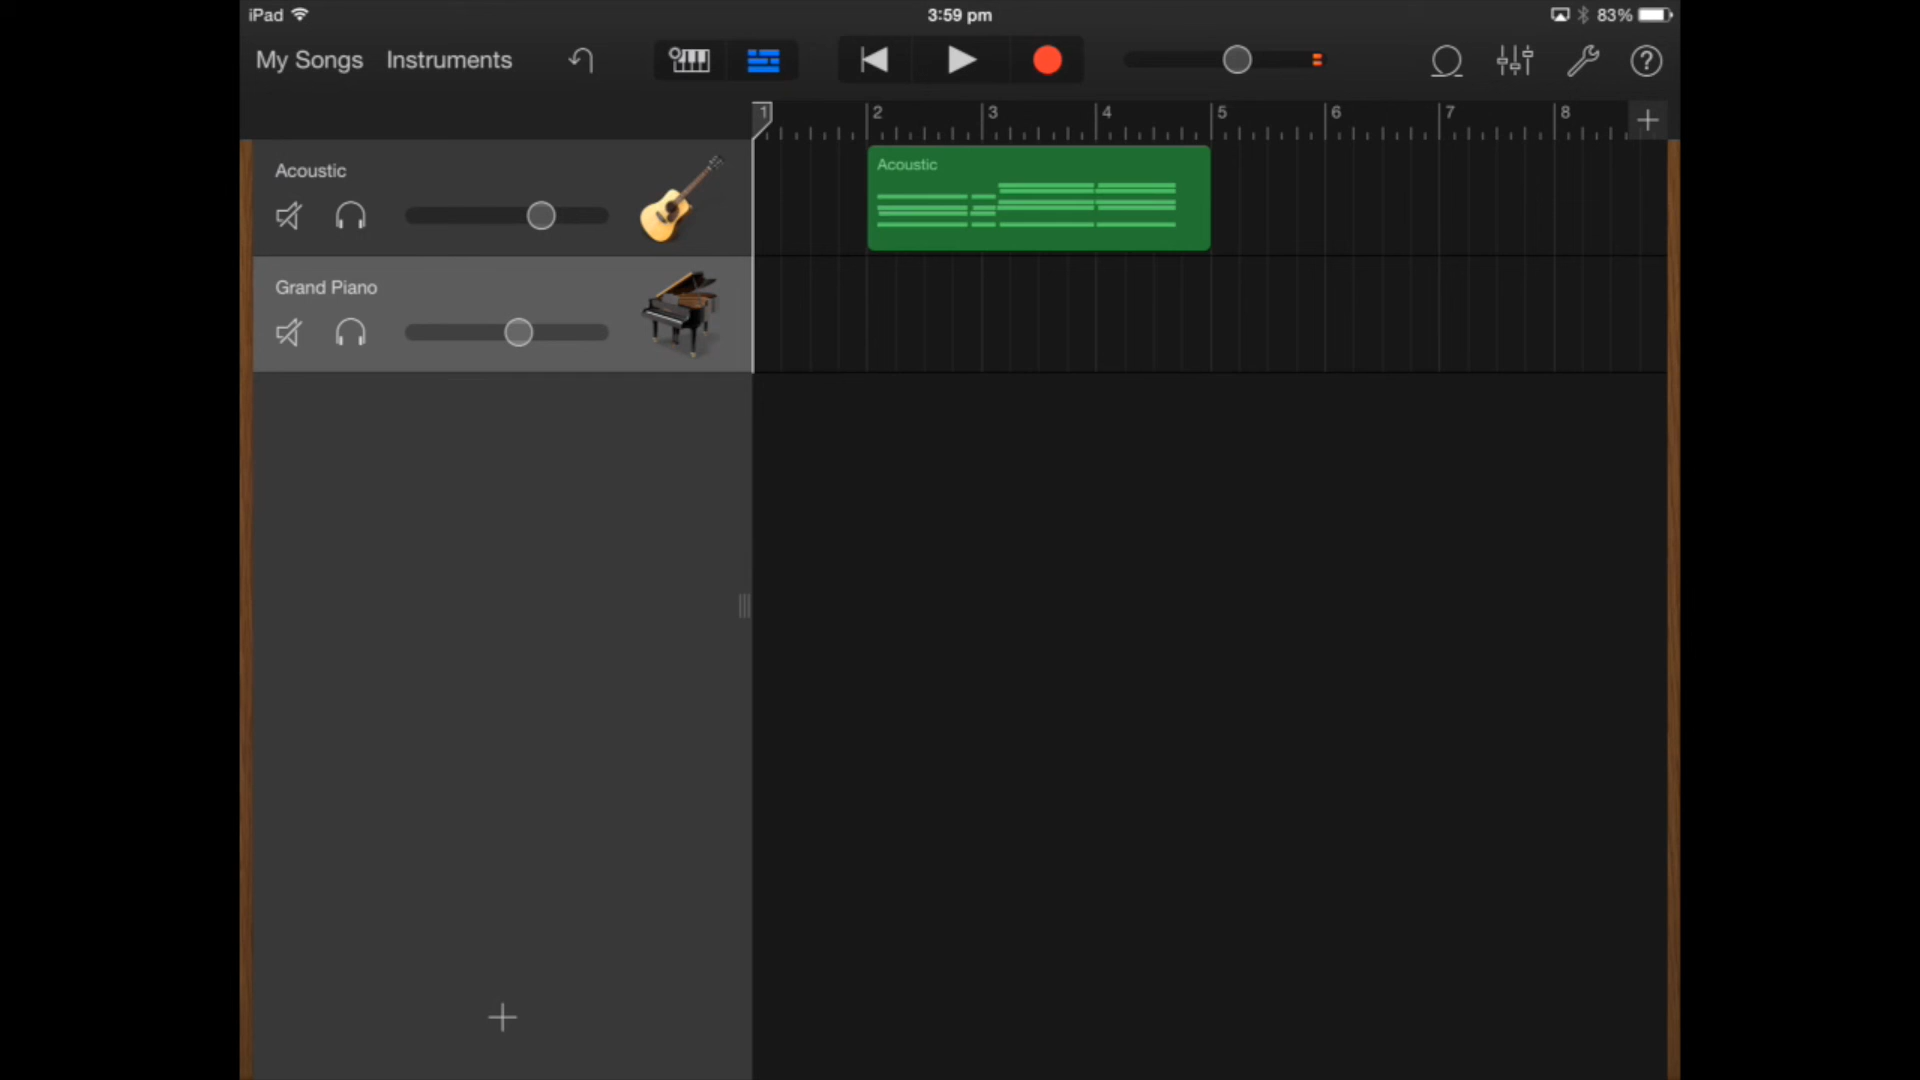 iPad 3:59 pm 83%
My Songs Instruments ?
1 2 3 4 5 6 7 8
Acoustic
Acoustic
Grand Piano